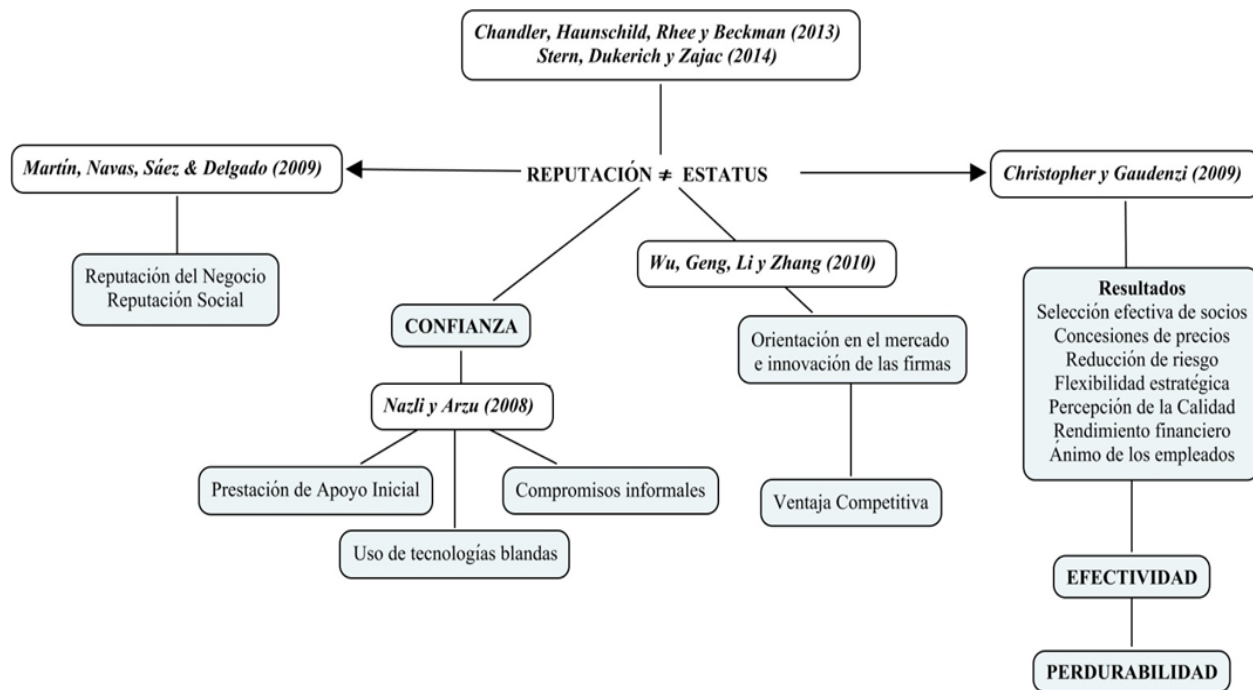 Chandler, Haunschild, Rhee y Beckman (2013)
Stern, Dukerich y Zajac (2014)
Martín, Navas, Sáez & Delgado (2009)
REPUTACIÓN ≠ ESTATUS
Christopher y Gaudenzi (2009)
Reputación del Negocio
Reputación Social
Wu, Geng, Li y Zhang (2010)
CONFIANZA
Orientación en el mercado
e innovación de las firmas
Resultados
Selección efectiva de socios
Concesiones de precios
Reducción de riesgo
Flexibilidad estratégica
Percepción de la Calidad
Rendimiento financiero
Ánimo de los empleados
Nazli y Arzu (2008)
Prestación de Apoyo Inicial
Compromisos informales
Ventaja Competitiva
Uso de tecnologías blandas
EFECTIVIDAD
PERDURABILIDAD